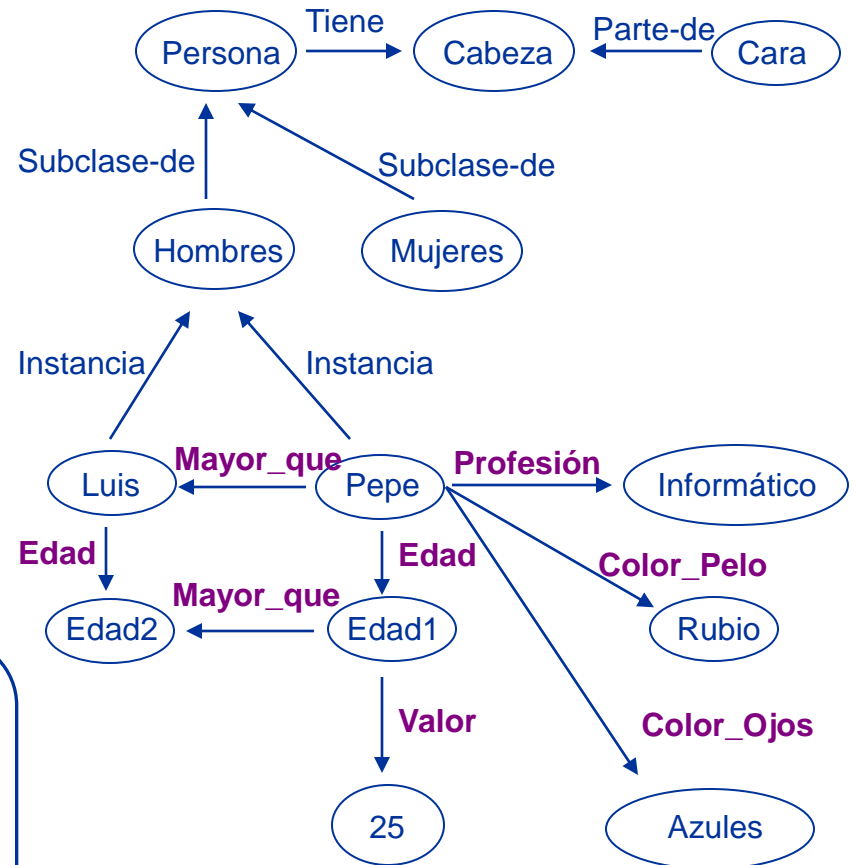 Tiene
Persona
Cabeza
Parte-de
Cara
Subclase-de
Subclase-de
Hombres
Mujeres
Instancia
Instancia
Luis
Mayor_que
Pepe
Profesión
Informático
Edad
Edad
Color_Pelo
Edad2
Mayor_que
Edad1
Rubio
Valor
Color_Ojos
25
Azules